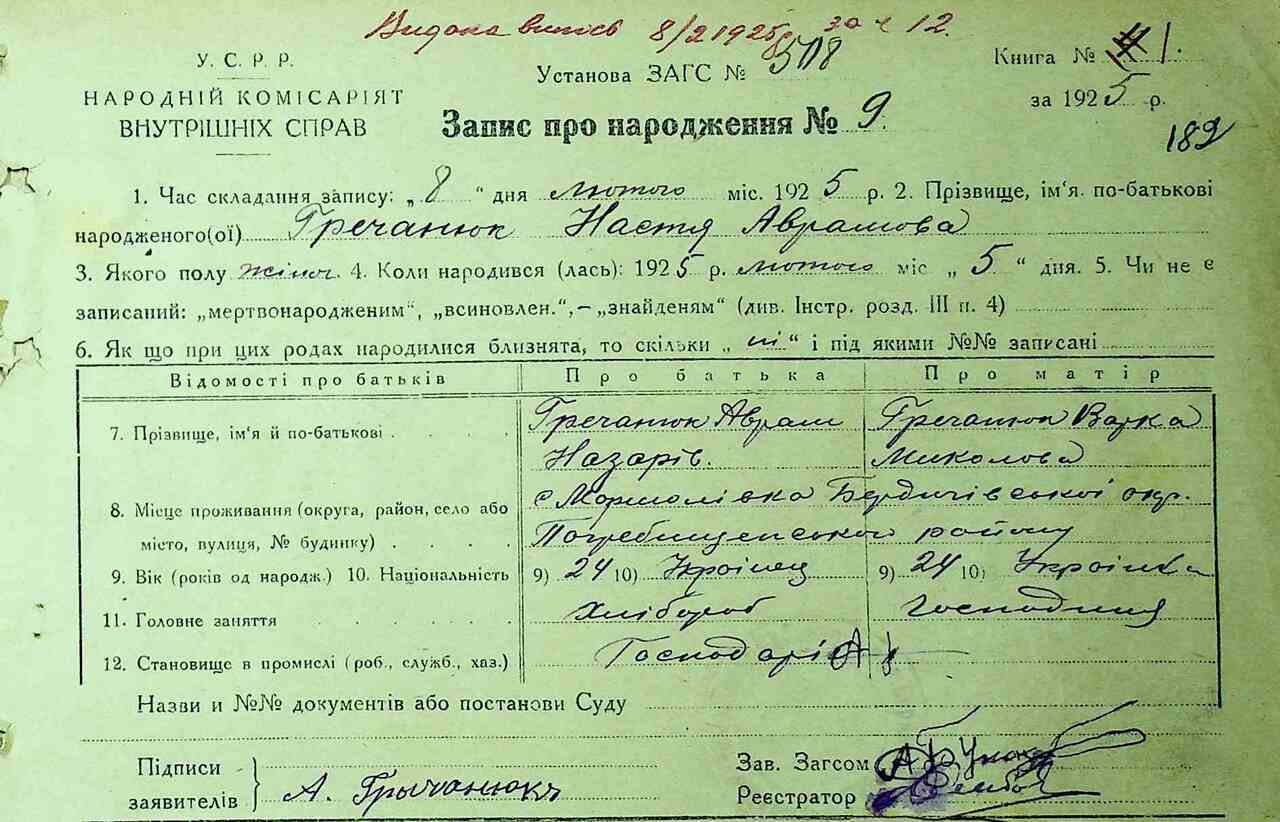 Видана випись 8/2 1925 за ч 12.
У. С. Р. Р.
НАРОДНІЙ КОМІСАРІЯТ
ВНУТРІШНІХ СПРАВ
Установа ЗАГС № 508
Книга № 1.
за 1925 р.
Запис про народження № 9.
182
1. Час складання запису: „ 8 “ дня лютого міс. 1925 р. 2. Прізвище, ім'я. по-батькові
народженого(ої) Гречанюк Настя Аврамова
3. Якого полу жіноч. 4. Коли народився (лась): 1925 р. лютого міс „ 5 “ дня. 5. Чи не є
записаний: „мертвонародженим“, „всиновлен.“,– „знайденям“ (див. Інстр. розд. III п. 4)
6. Як що при цих родах народилися близнята, то скільки „ ні “ і під якими №№ записані
Відомості про батьків Про батька Про матір
7. Прізвище, ім'я й по-батькові . . . . Гречанюк Аврам Гречанюк Варка
Назарів. Миколова
8. Місце проживання (округа, район, село або с Мормолівка Бердичівської окр.
місто, вулиця, № будинку) . . . . Погребищенського району
9. Вік (років од народж.) 10. Національність 9) 24 10) Українец 9) 24 10) Українка
11. Головне заняття . . . . . Хлібороб Господиня
12. Становище в промислі (роб., служб., хаз.) Господарі
Назви и №№ документів або постанови Суду
Підписи
заявителів А. Грычанюкъ
Зав. Загсом
Реєстратор